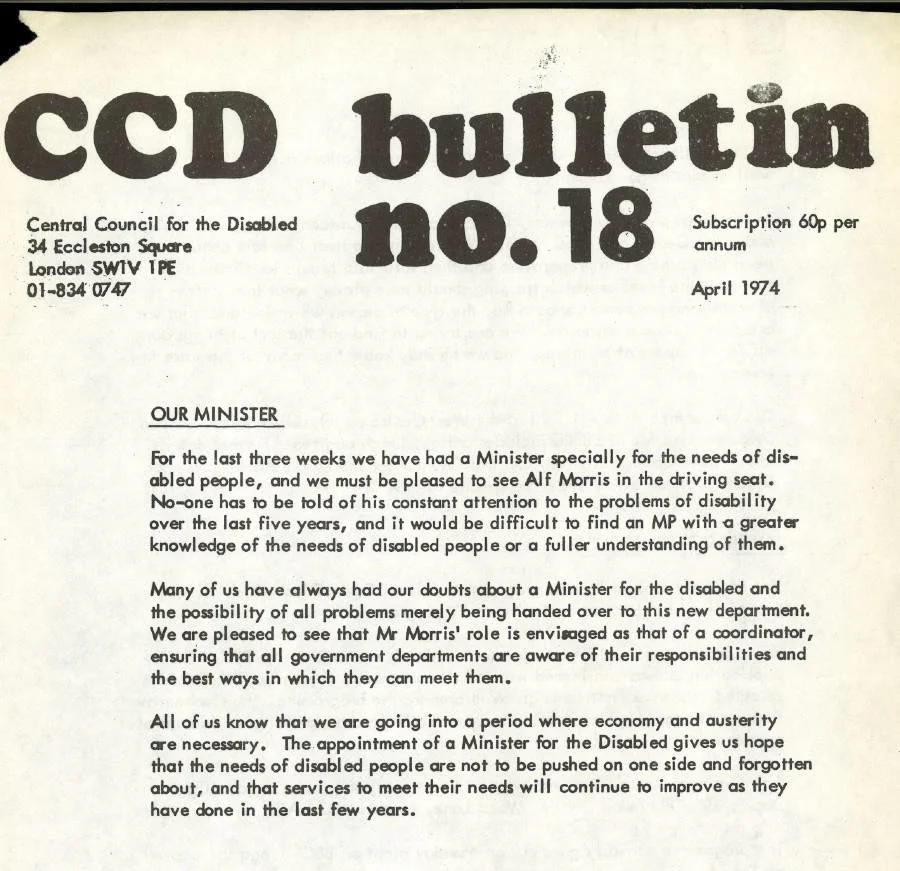 CCD bulletin
no. 18
Central Council for the Disabled
34 Eccleston Square
London SW1V 1PE
01-834 0747
Subscription 60p per
annum
April 1974
OUR MINISTER
For the last three weeks we have had a Minister specially for the needs of dis-
abled people, and we must be pleased to see Alf Morris in the driving seat.
No-one has to be told of his constant attention to the problems of disability
over the last five years, and it would be difficult to find an MP with a greater
knowledge of the needs of disabled people or a fuller understanding of them.
Many of us have always had our doubts about a Minister for the disabled and
the possibility of all problems merely being handed over to this new department.
We are pleased to see that Mr Morris' role is envisaged as that of a coordinator,
ensuring that all government departments are aware of their responsibilities and
the best ways in which they can meet them.
All of us know that we are going into a period where economy and austerity
are necessary. The appointment of a Minister for the Disabled gives us hope
that the needs of disabled people are not to be pushed on one side and forgotten
about, and that services to meet their needs will continue to improve as they
have done in the last few years.